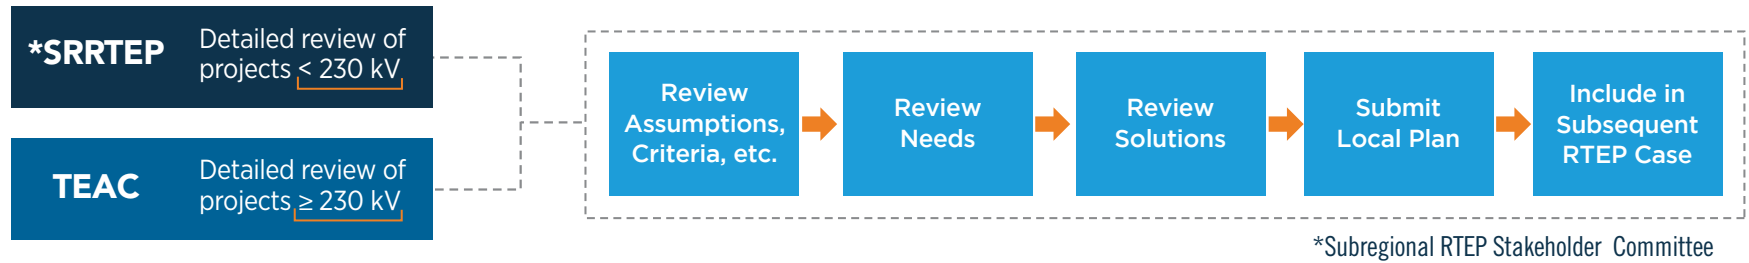 *SRRTEP
Detailed review of
projects < 230 kV
TEAC
Detailed review of
projects ≥ 230 kV
Review
Assumptions,
Criteria, etc.
Review
Needs
Review
Solutions
Submit
Local Plan
Include in
Subsequent
RTEP Case
*Subregional RTEP Stakeholder Committee